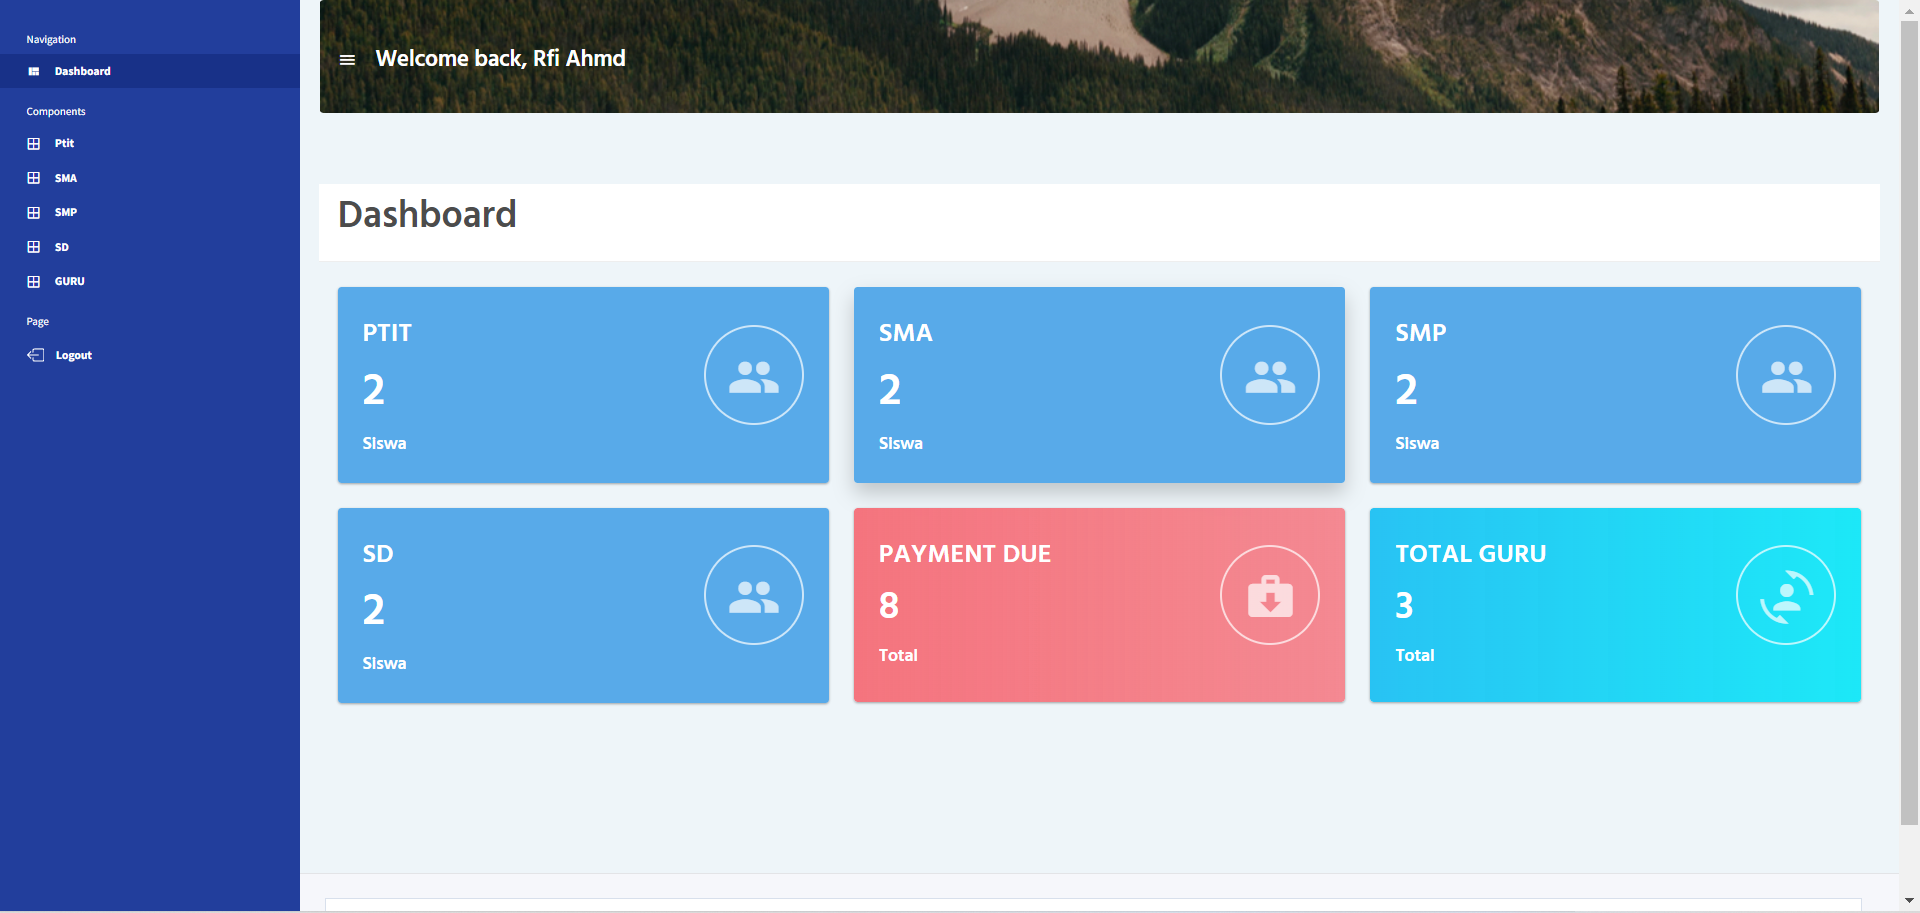 Navigation
Dashboard
Components
Ptit
SMA
SMP
SD
GURU
Page
Logout
Welcome back, Rfi Ahmd
Dashboard
PTIT
2
SIswa
SMA
2
SIswa
SMP
2
SIswa
SD
2
SIswa
PAYMENT DUE
8
Total
TOTAL GURU
3
Total